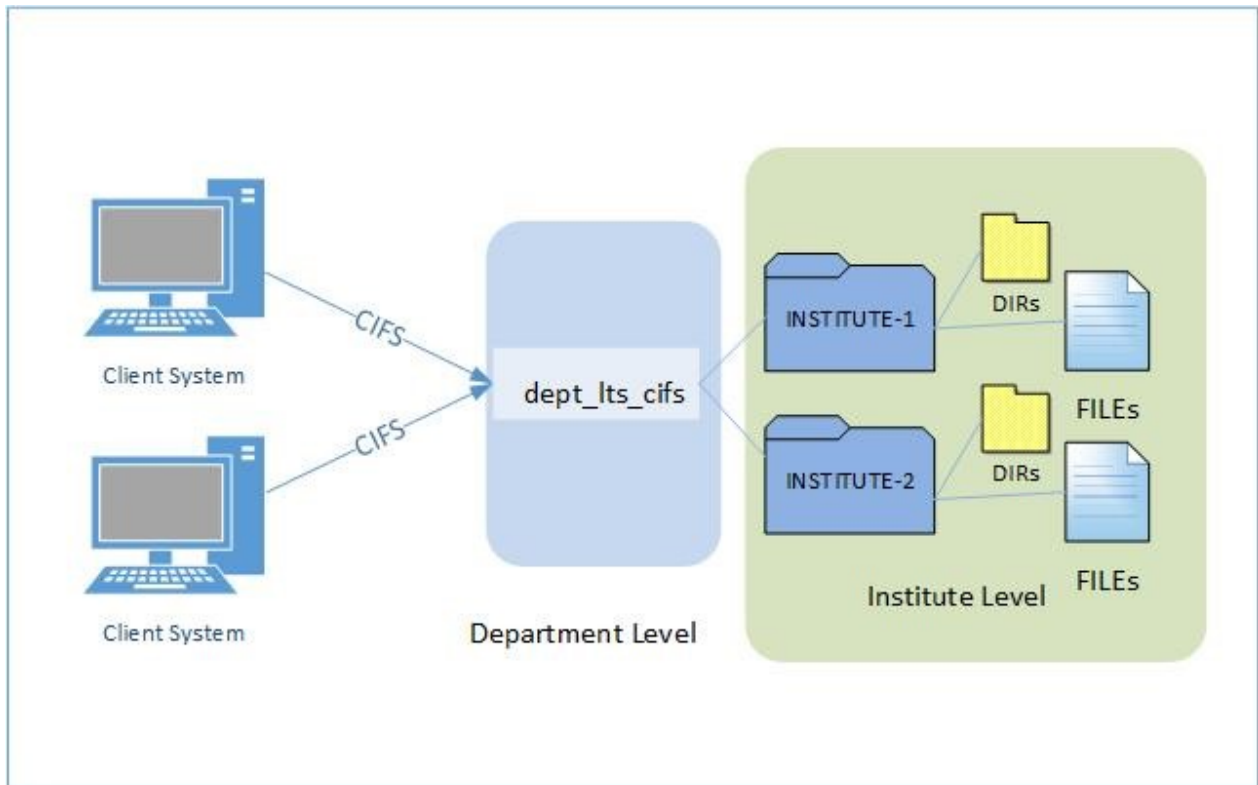 Client System
CIFS
Client System
CIFS
dept_lts_cifs
Department Level
INSTITUTE-1
DIRs
FILEs
INSTITUTE-2
DIRs
FILEs
Institute Level